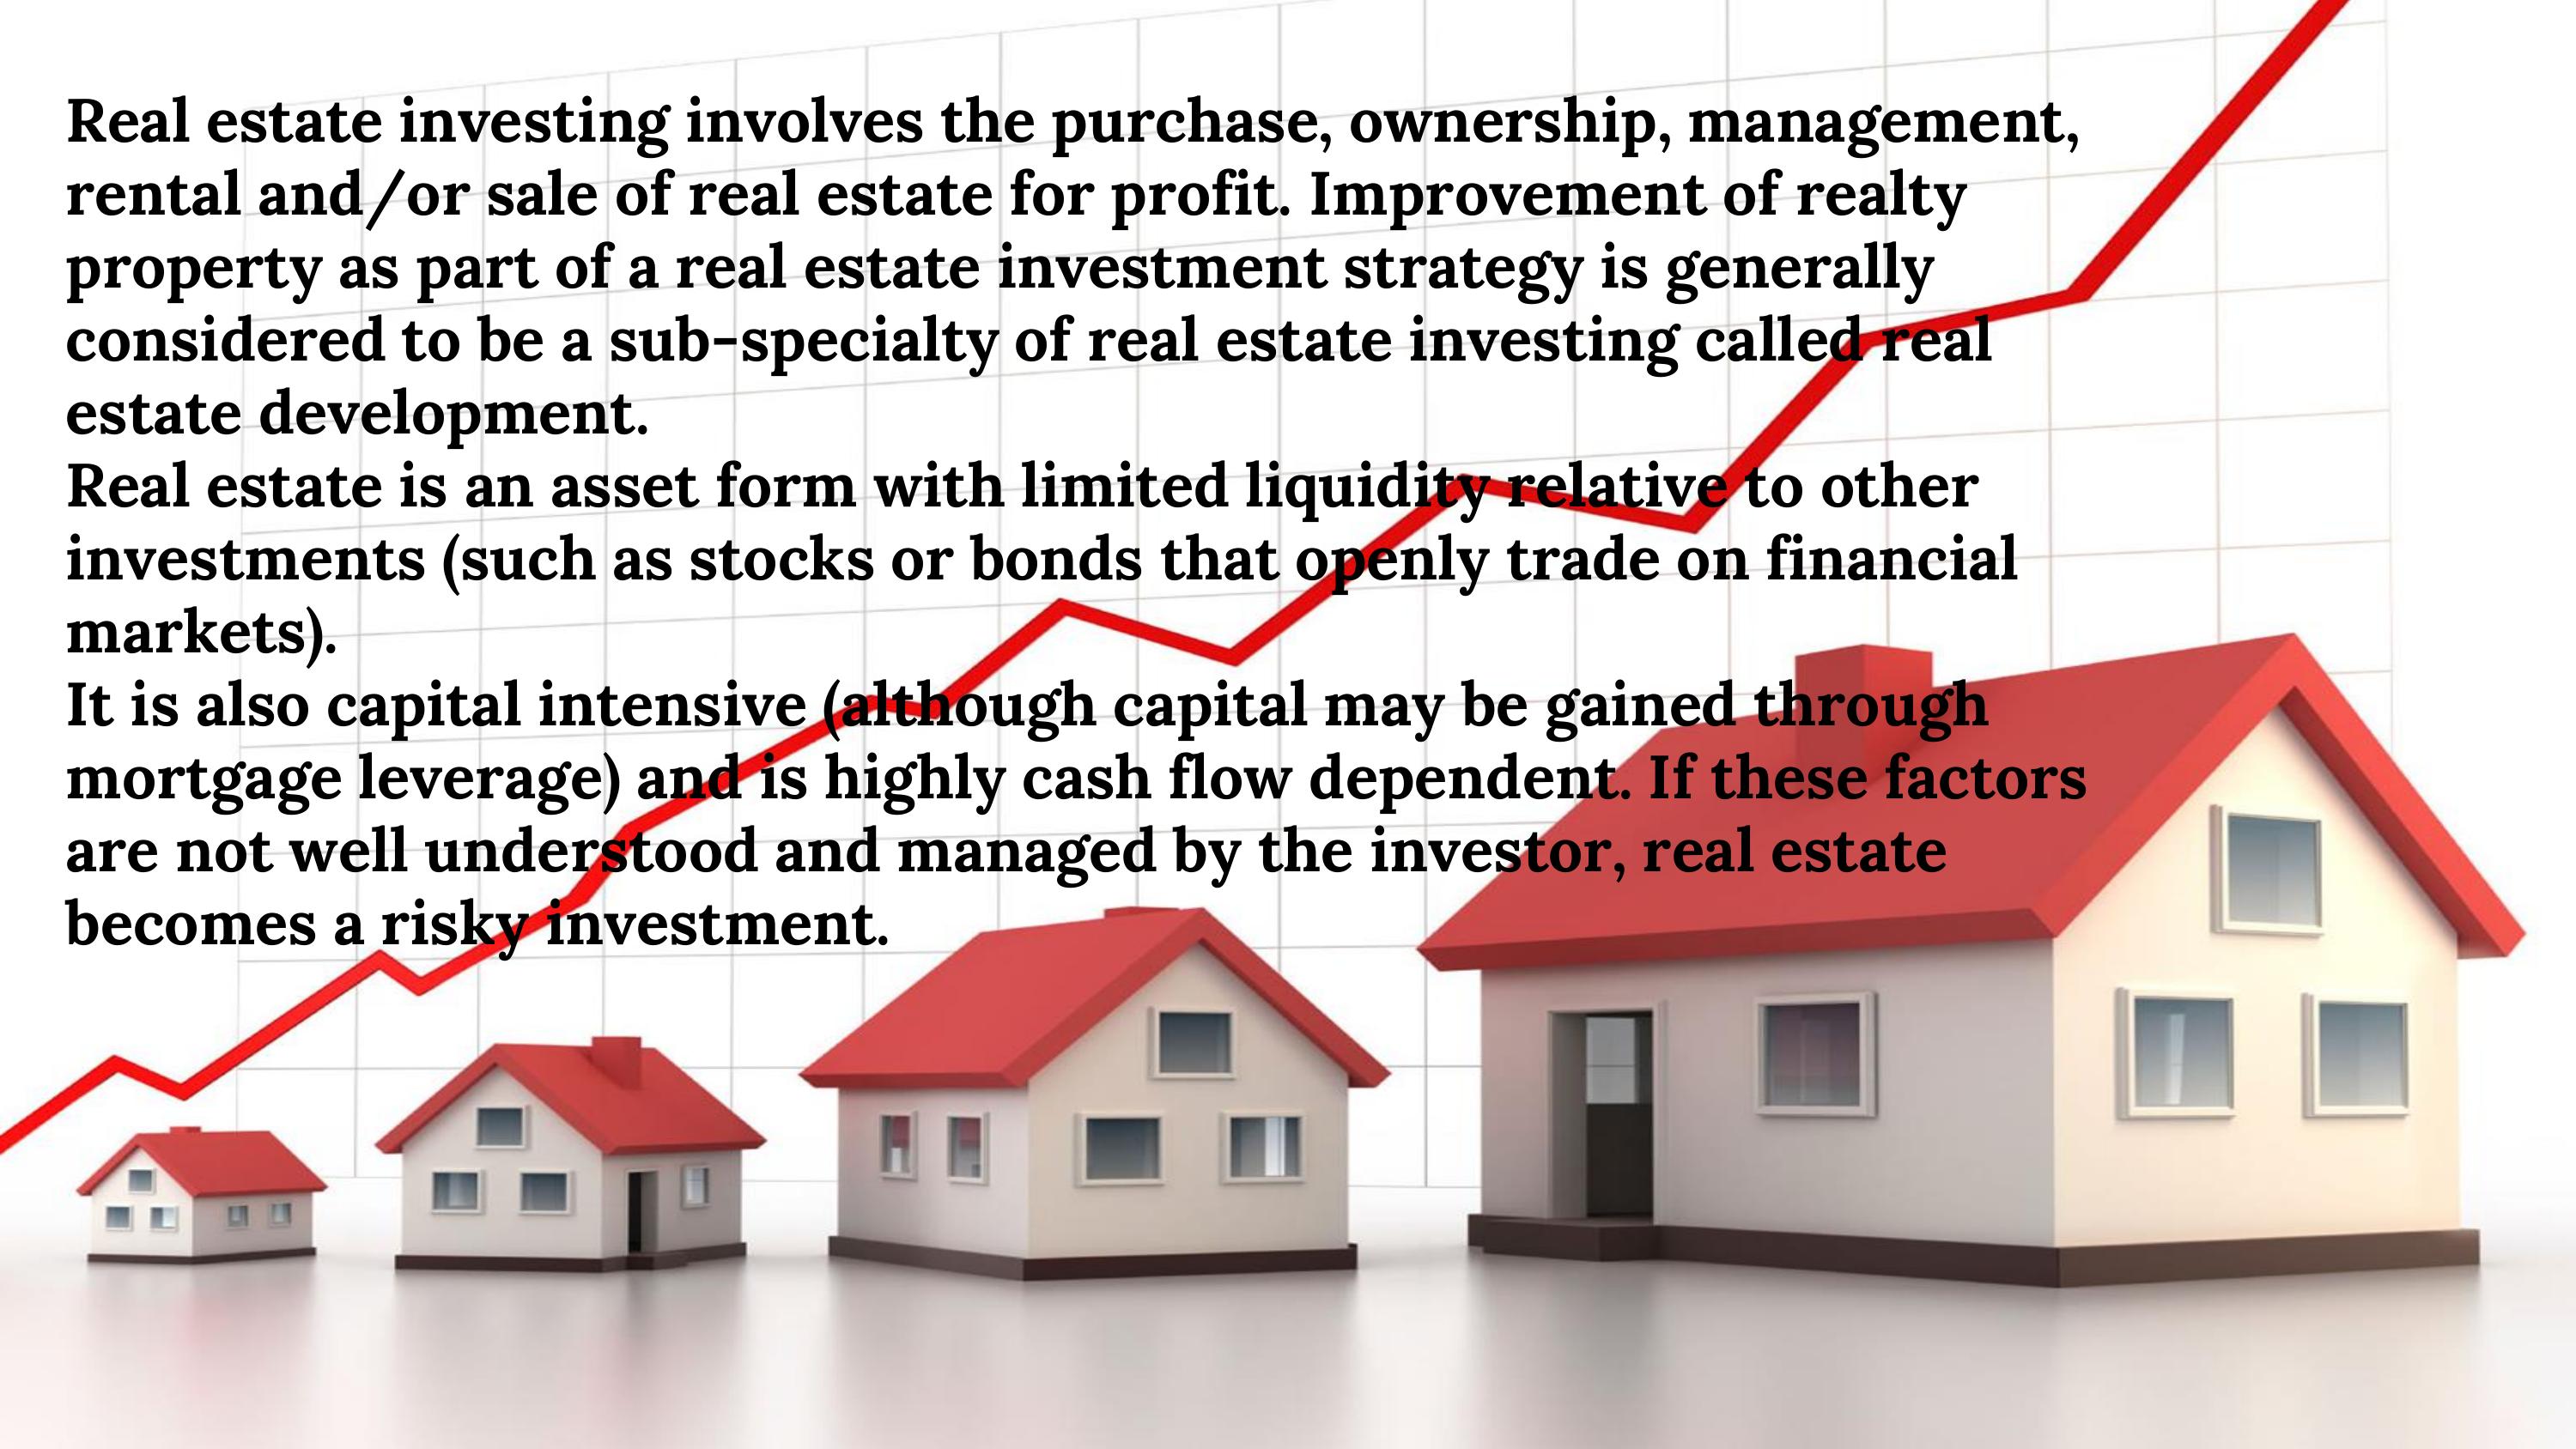 Real estate investing involves the purchase, ownership, management,
rental and/or sale of real estate for profit. Improvement of realty
property as part of a real estate investment strategy is generally
considered to be a sub-specialty of real estate investing called real
estate development.
Real estate is an asset form with limited liquidity relative to other
investments (such as stocks or bonds that openly trade on financial
markets).
It is also capital intensive (although capital may be gained through
mortgage leverage) and is highly cash flow dependent. If these factors
are not well understood and managed by the investor, real estate
becomes a risky investment.